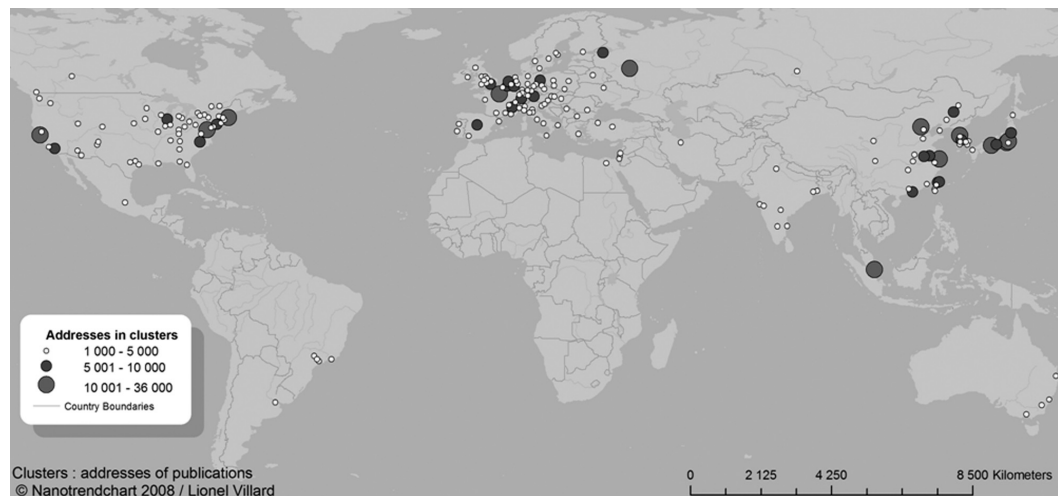 Addresses in clusters
1 000 - 5 000
5 001 - 10 000
10 001 - 36 000
Country Boundaries
Clusters : addresses of publications
© Nanotrendchart 2008 / Lionel Villard
0 2 125 4 250 8 500 Kilometers